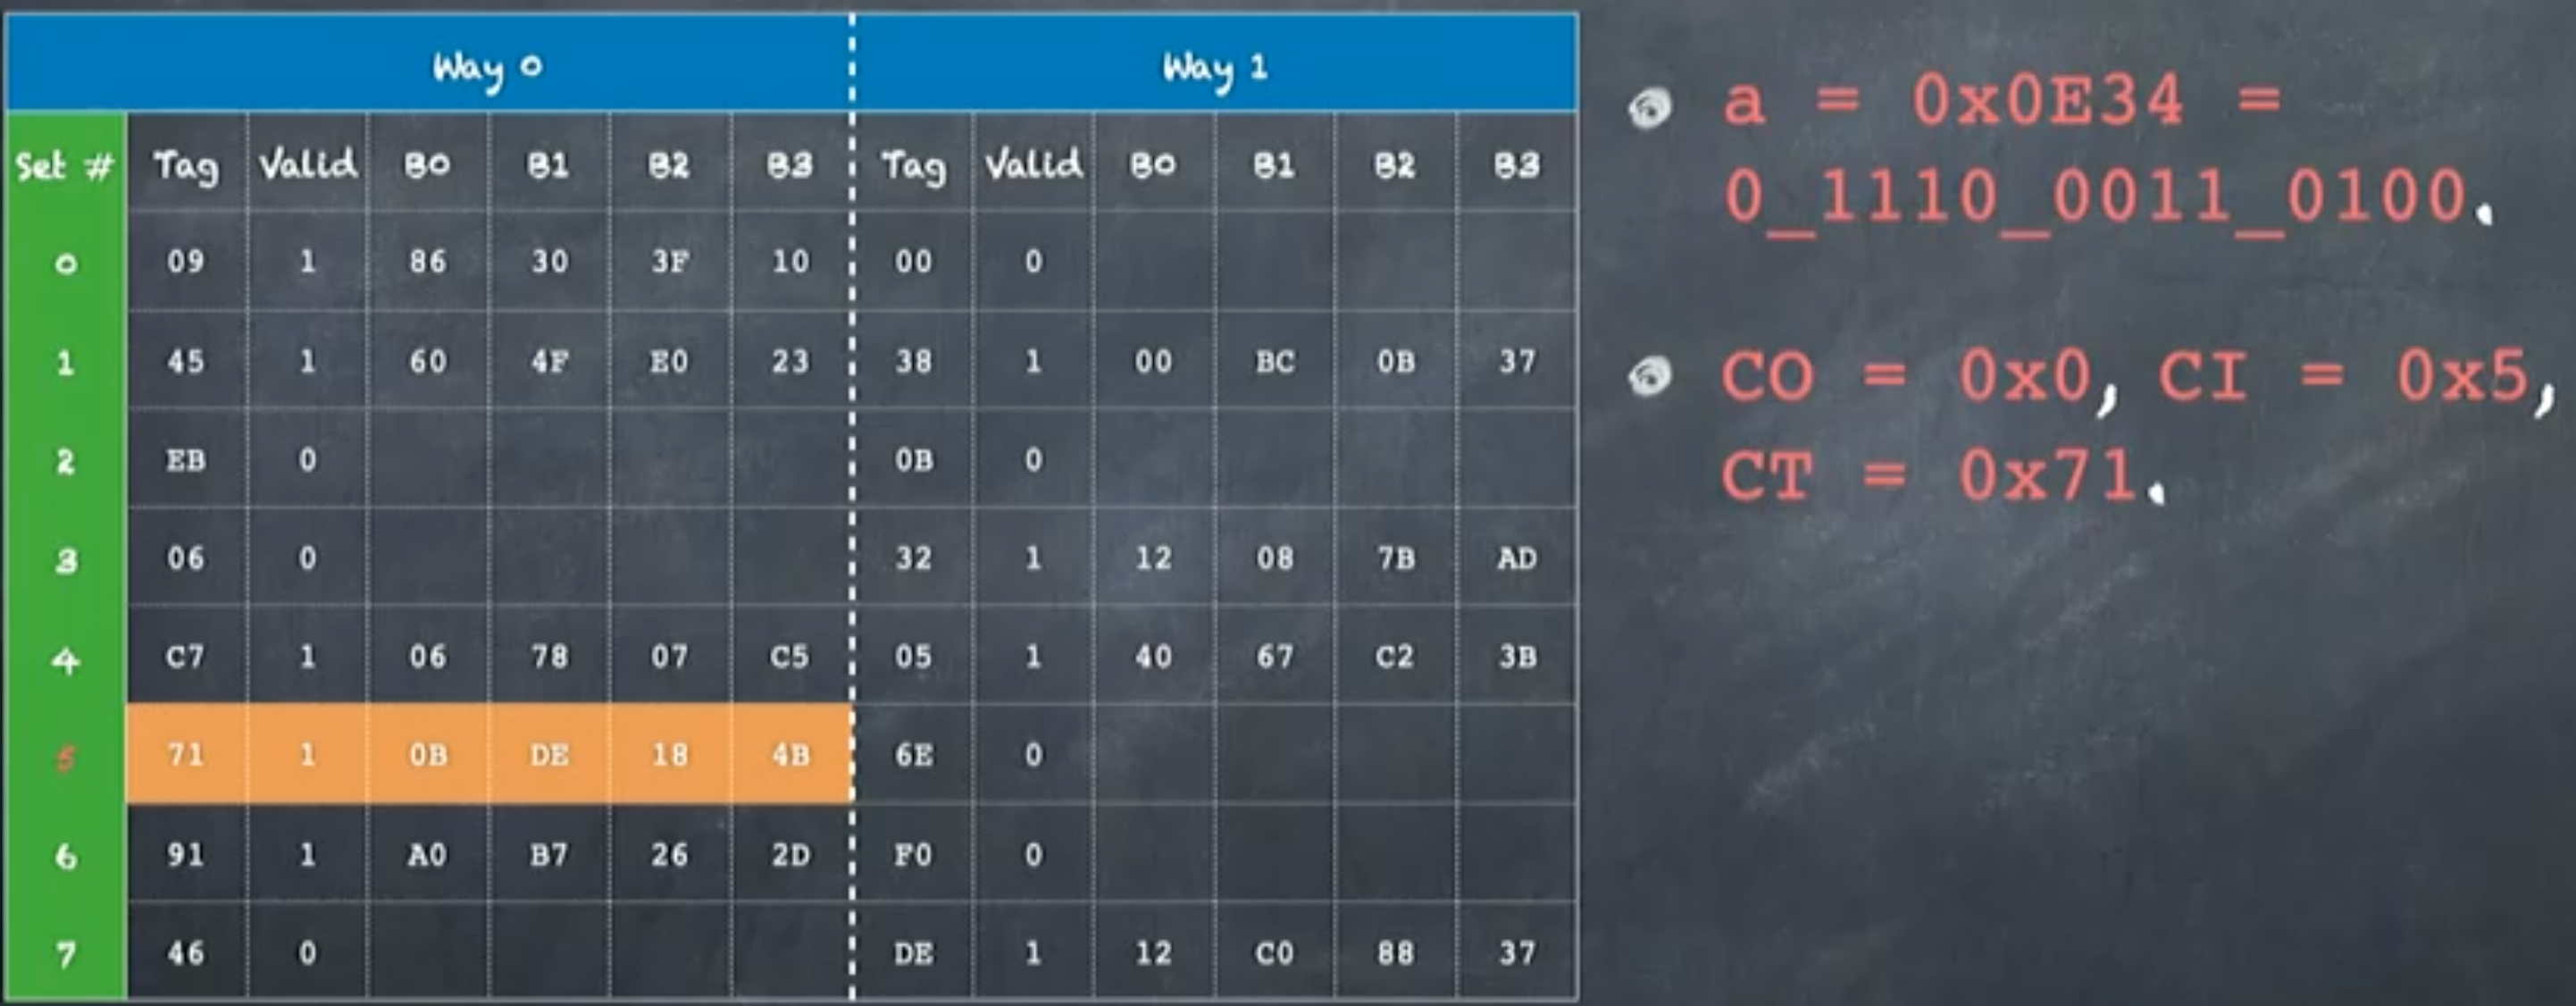 Way 0 Way 1
Set # Tag Valid B0 B1 B2 B3 Tag Valid B0 B1 B2 B3
0 09 1 86 30 3F 10 00 0
1 45 1 60 4F E0 23 38 1 00 BC 0B 37
2 EB 0 0B 0
3 06 0 32 1 12 08 7B AD
4 C7 1 06 78 07 C5 05 1 40 67 C2 3B
5 71 1 0B DE 18 4B 6E 0
6 91 1 A0 B7 26 2D F0 0
7 46 0 DE 1 12 C0 88 37
a = 0x0E34 =
0_1110_0011_0100.
CO = 0x0, CI = 0x5,
CT = 0x71.